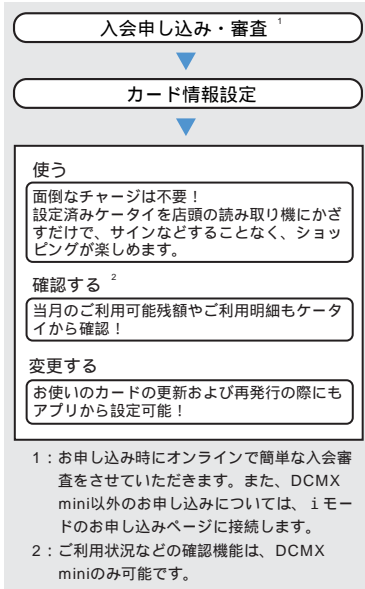 入会申し込み・審査 1
カード情報設定
使う
面倒なチャージは不要！
設定済みケータイを店頭の読み取り機にかざ
すだけで、サインなどすることなく、ショッ
ピングが楽しめます。
確認する 2
当月のご利用可能残額やご利用明細もケータ
イから確認！
変更する
お使いのカードの更新および再発行の際にも
アプリから設定可能！
1：お申し込み時にオンラインで簡単な入会審
査をさせていただきます。また、DCMX
mini以外のお申し込みについては、ｉモー
ドのお申し込みページに接続します。
2：ご利用状況などの確認機能は、DCMX
miniのみ可能です。